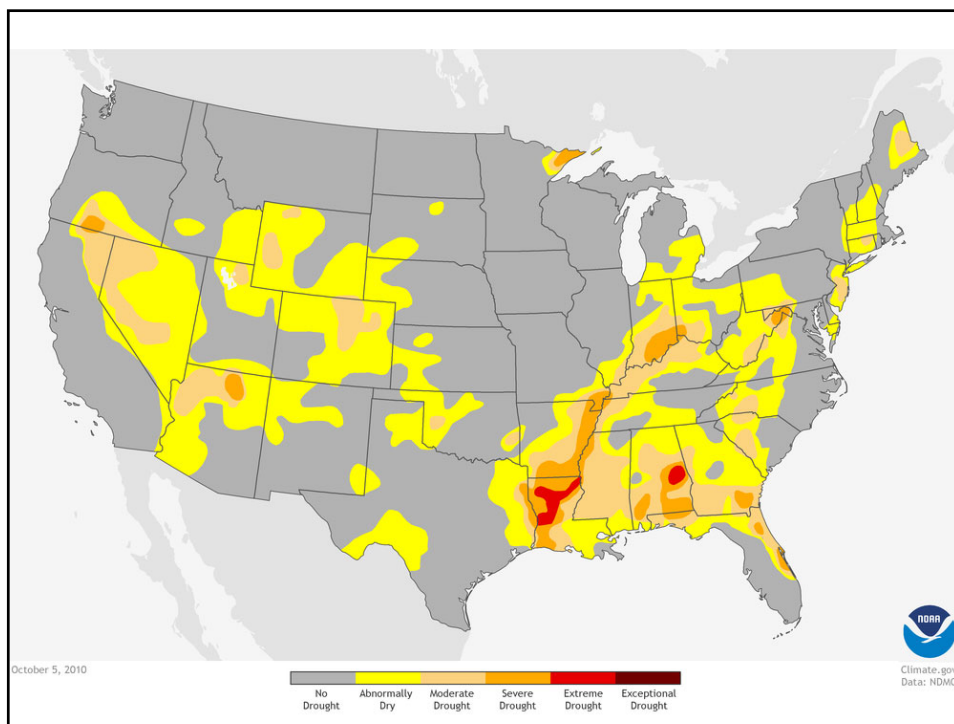 NOAA
October 5, 2010
Climate.gov
Data: NDMC
No
Drought
Abnormally
Dry
Moderate
Drought
Severe
Drought
Extreme
Drought
Exceptional
Drought